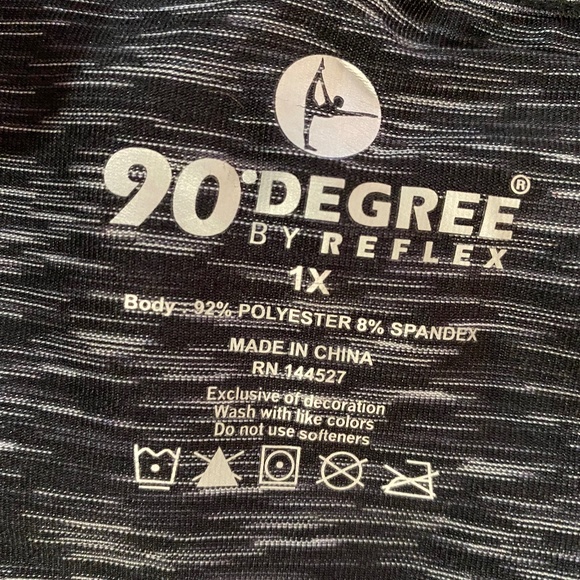 90°DEGREE®
BY REFLEX
1X
Body - 92% POLYESTER 8% SPANDEX
MADE IN CHINA
RN 144527
Exclusive of decoration
Wash with like colors
Do not use softeners